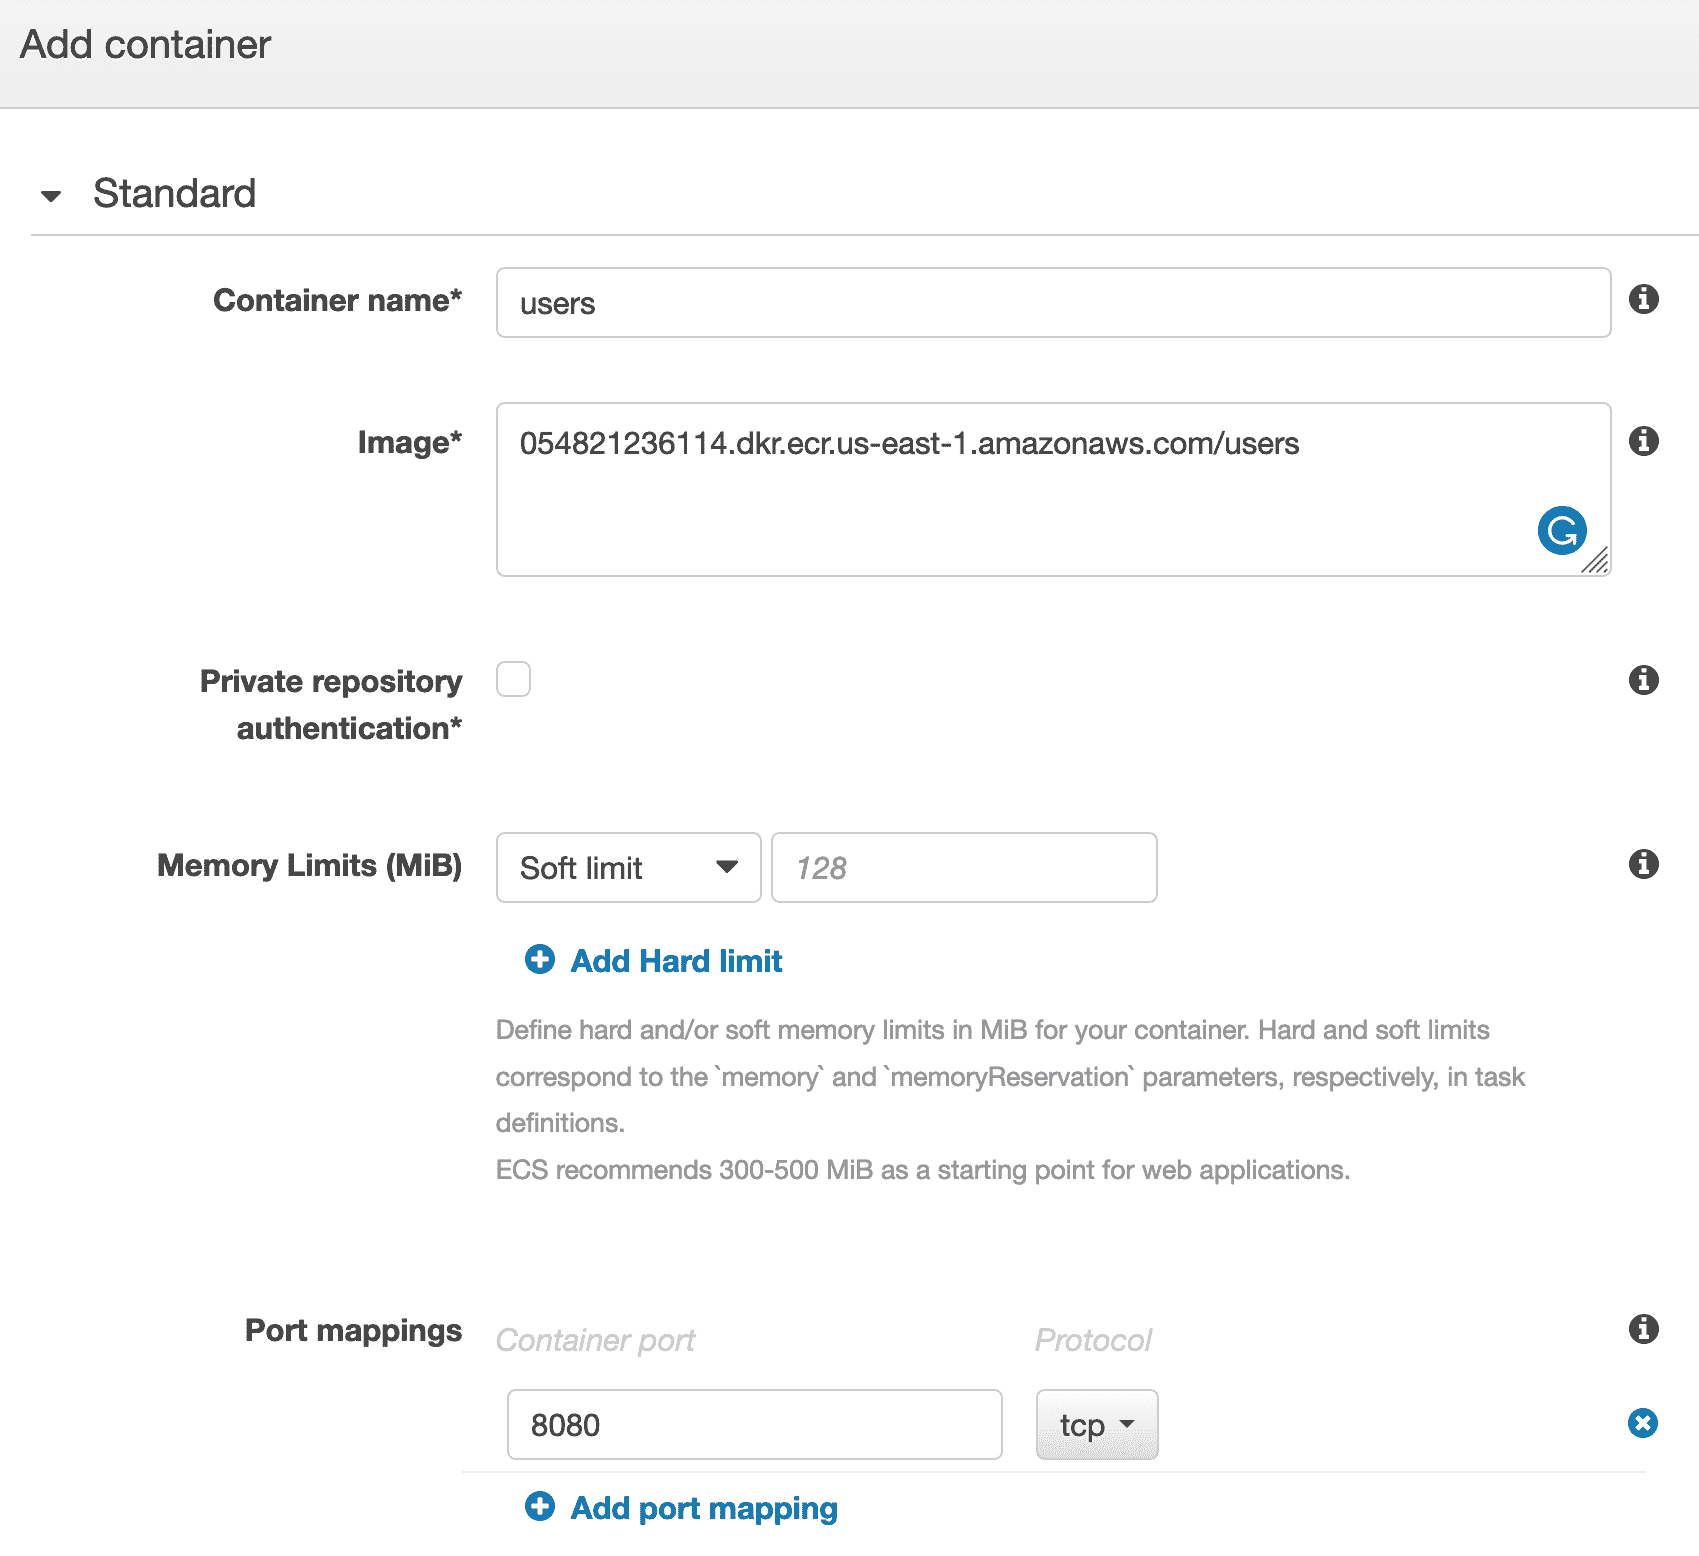 Add container
Standard
Container name*
users
Image*
054821236114.dkr.ecr.us-east-1.amazonaws.com/users
Private repository
authentication*
Memory Limits (MiB)
Soft limit
128
Add Hard limit
Define hard and/or soft memory limits in MiB for your container. Hard and soft limits
correspond to the `memory` and `memoryReservation` parameters, respectively, in task
definitions.
ECS recommends 300-500 MiB as a starting point for web applications.
Port mappings
Container port
Protocol
8080
tcp
Add port mapping